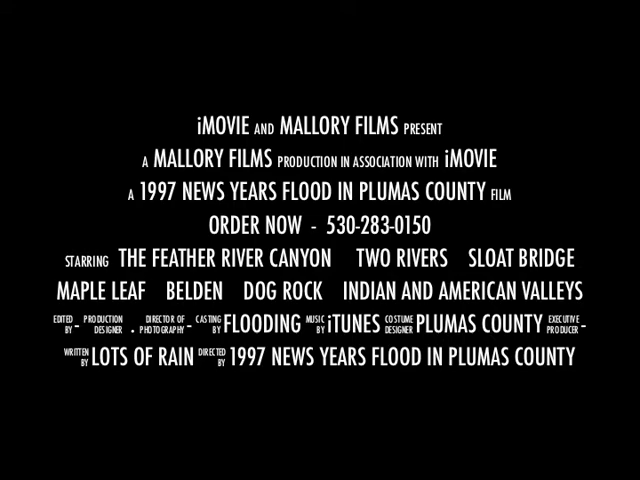 iMOVIE AND MALLORY FILMS PRESENT
A MALLORY FILMS PRODUCTION IN ASSOCIATION WITH iMOVIE
A 1997 NEWS YEARS FLOOD IN PLUMAS COUNTY FILM
ORDER NOW - 530-283-0150
STARRING THE FEATHER RIVER CANYON TWO RIVERS SLOAT BRIDGE
MAPLE LEAF BELDEN DOG ROCK INDIAN AND AMERICAN VALLEYS
EDITED BY - PRODUCTION DESIGNER . DIRECTOR OF PHOTOGRAPHY - CASTING BY FLOODING MUSIC BY iTUNES COSTUME DESIGNER PLUMAS COUNTY EXECUTIVE PRODUCER -
WRITTEN BY LOTS OF RAIN DIRECTED BY 1997 NEWS YEARS FLOOD IN PLUMAS COUNTY